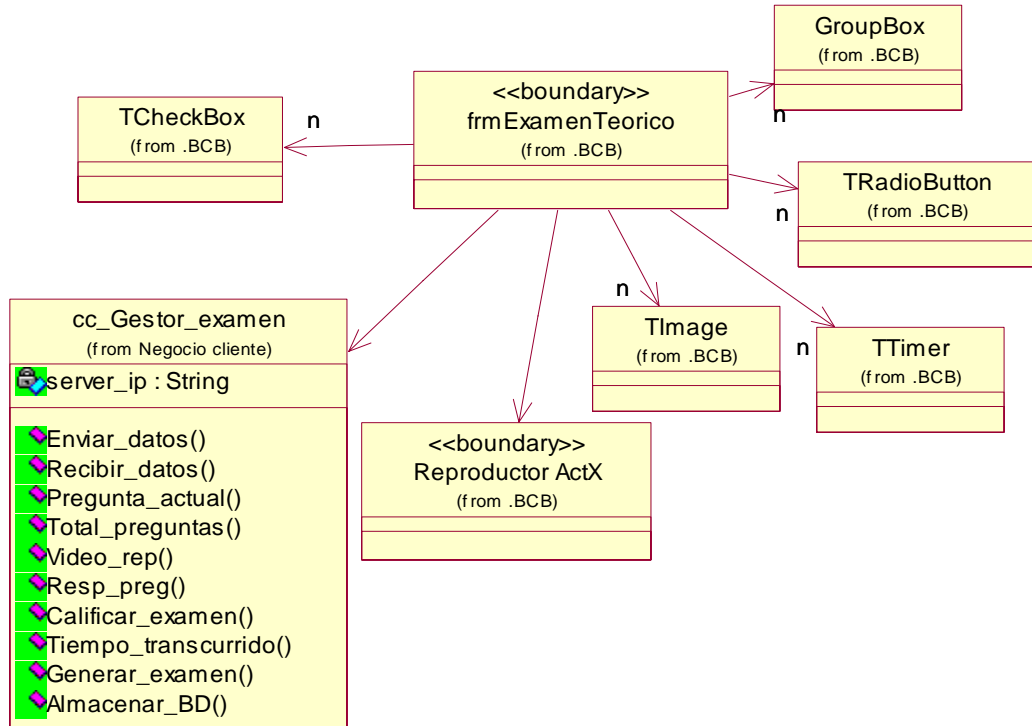 GroupBox
(from .BCB)
n
<<boundary>>
frmExamenTeorico
(from .BCB)
TCheckBox
(from .BCB)
n
TRadioButton
(from .BCB)
n
cc_Gestor_examen
(from Negocio cliente)
server_ip : String
Enviar_datos()
Recibir_datos()
Pregunta_actual()
Total_preguntas()
Video_rep()
Resp_preg()
Calificar_examen()
Tiempo_transcurrido()
Generar_examen()
Almacenar_BD()
<<boundary>>
Reproductor ActX
(from .BCB)
n
TImage
(from .BCB)
n
TTimer
(from .BCB)